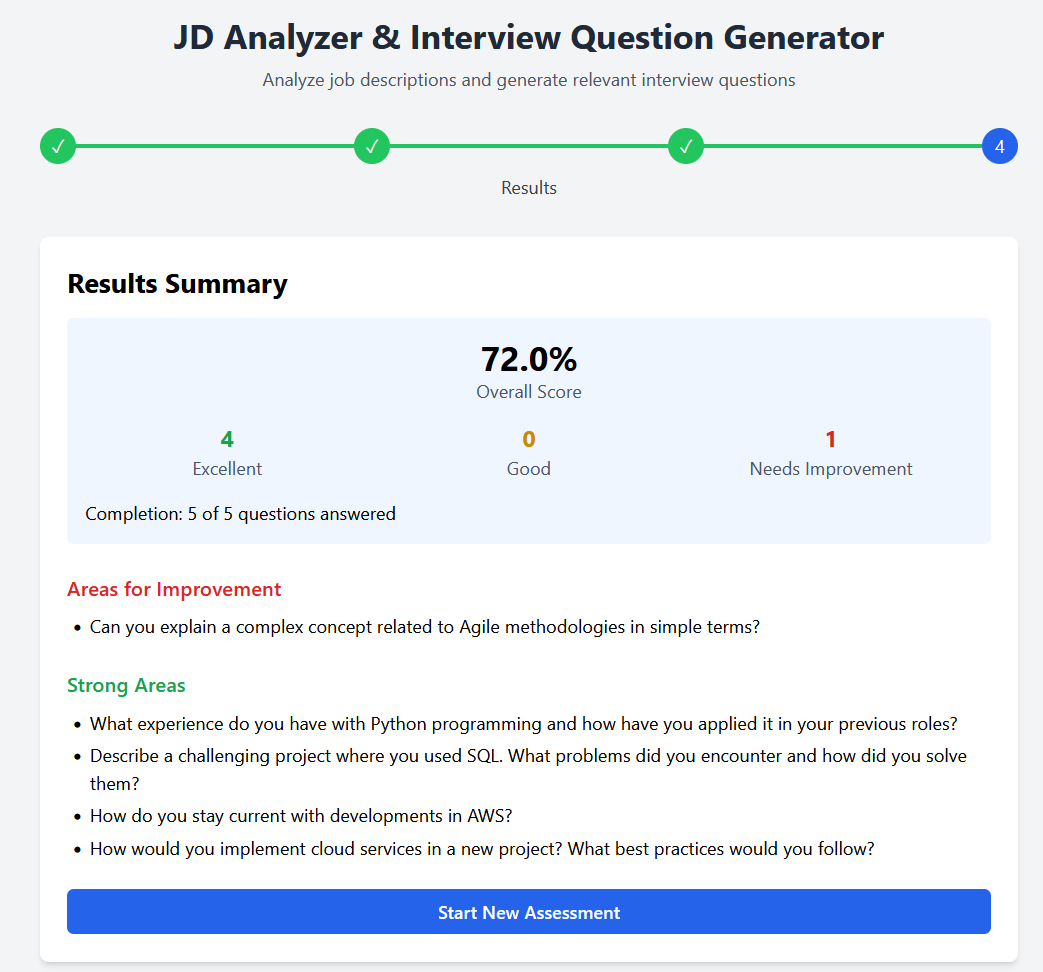 JD Analyzer & Interview Question Generator
Analyze job descriptions and generate relevant interview questions
✓ ✓ ✓ 4
Results
Results Summary
72.0%
Overall Score
4 0 1
Excellent Good Needs Improvement
Completion: 5 of 5 questions answered
Areas for Improvement
• Can you explain a complex concept related to Agile methodologies in simple terms?
Strong Areas
• What experience do you have with Python programming and how have you applied it in your previous roles?
• Describe a challenging project where you used SQL. What problems did you encounter and how did you solve
them?
• How do you stay current with developments in AWS?
• How would you implement cloud services in a new project? What best practices would you follow?
Start New Assessment